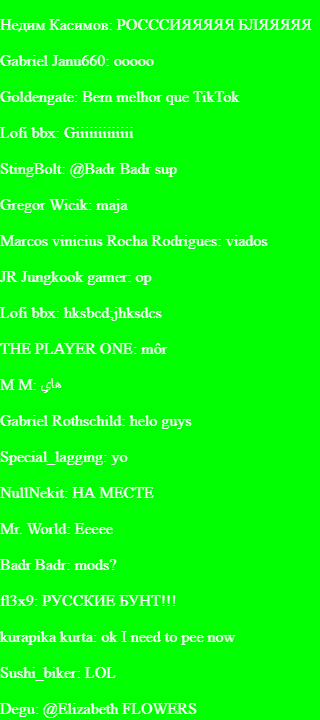 Недим Касимов: РОСССИЯЯЯЯЯ БЛЯЯЯЯЯ
Gabriel Janu660: ooooo
Goldengate: Bem melhor que TikTok
Lofi bbx: Giiiiiiiiiiiii
StingBolt: @Badr Badr sup
Gregor Wicik: maja
Marcos vinicius Rocha Rodrigues: viados
JR Jungkook gamer: op
Lofi bbx: hksbcd;jhksdcs
THE PLAYER ONE: môr
M M: هاي
Gabriel Rothschild: helo guys
Special_lagging: yo
NullNekit: НА МЕСТЕ
Mr. World: Eeeee
Badr Badr: mods?
fl3x9: РУССКИЕ БУНТ!!!
kurapika kurta: ok I need to pee now
Sushi_biker: LOL
Degu: @Elizabeth FLOWERS